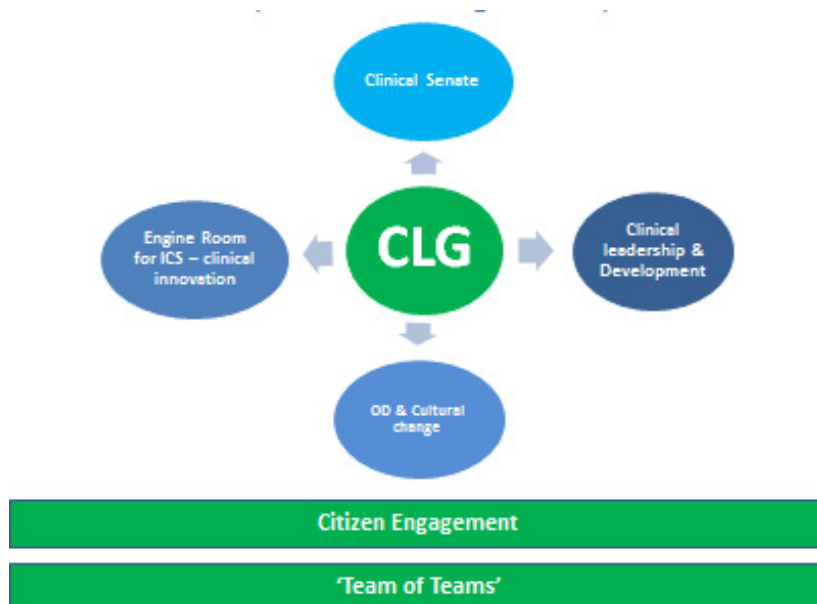 Clinical Senate
Engine Room
for ICS – clinical
innovation
CLG
Clinical
leadership &
Development
OD & Cultural
change
Citizen Engagement
‘Team of Teams’